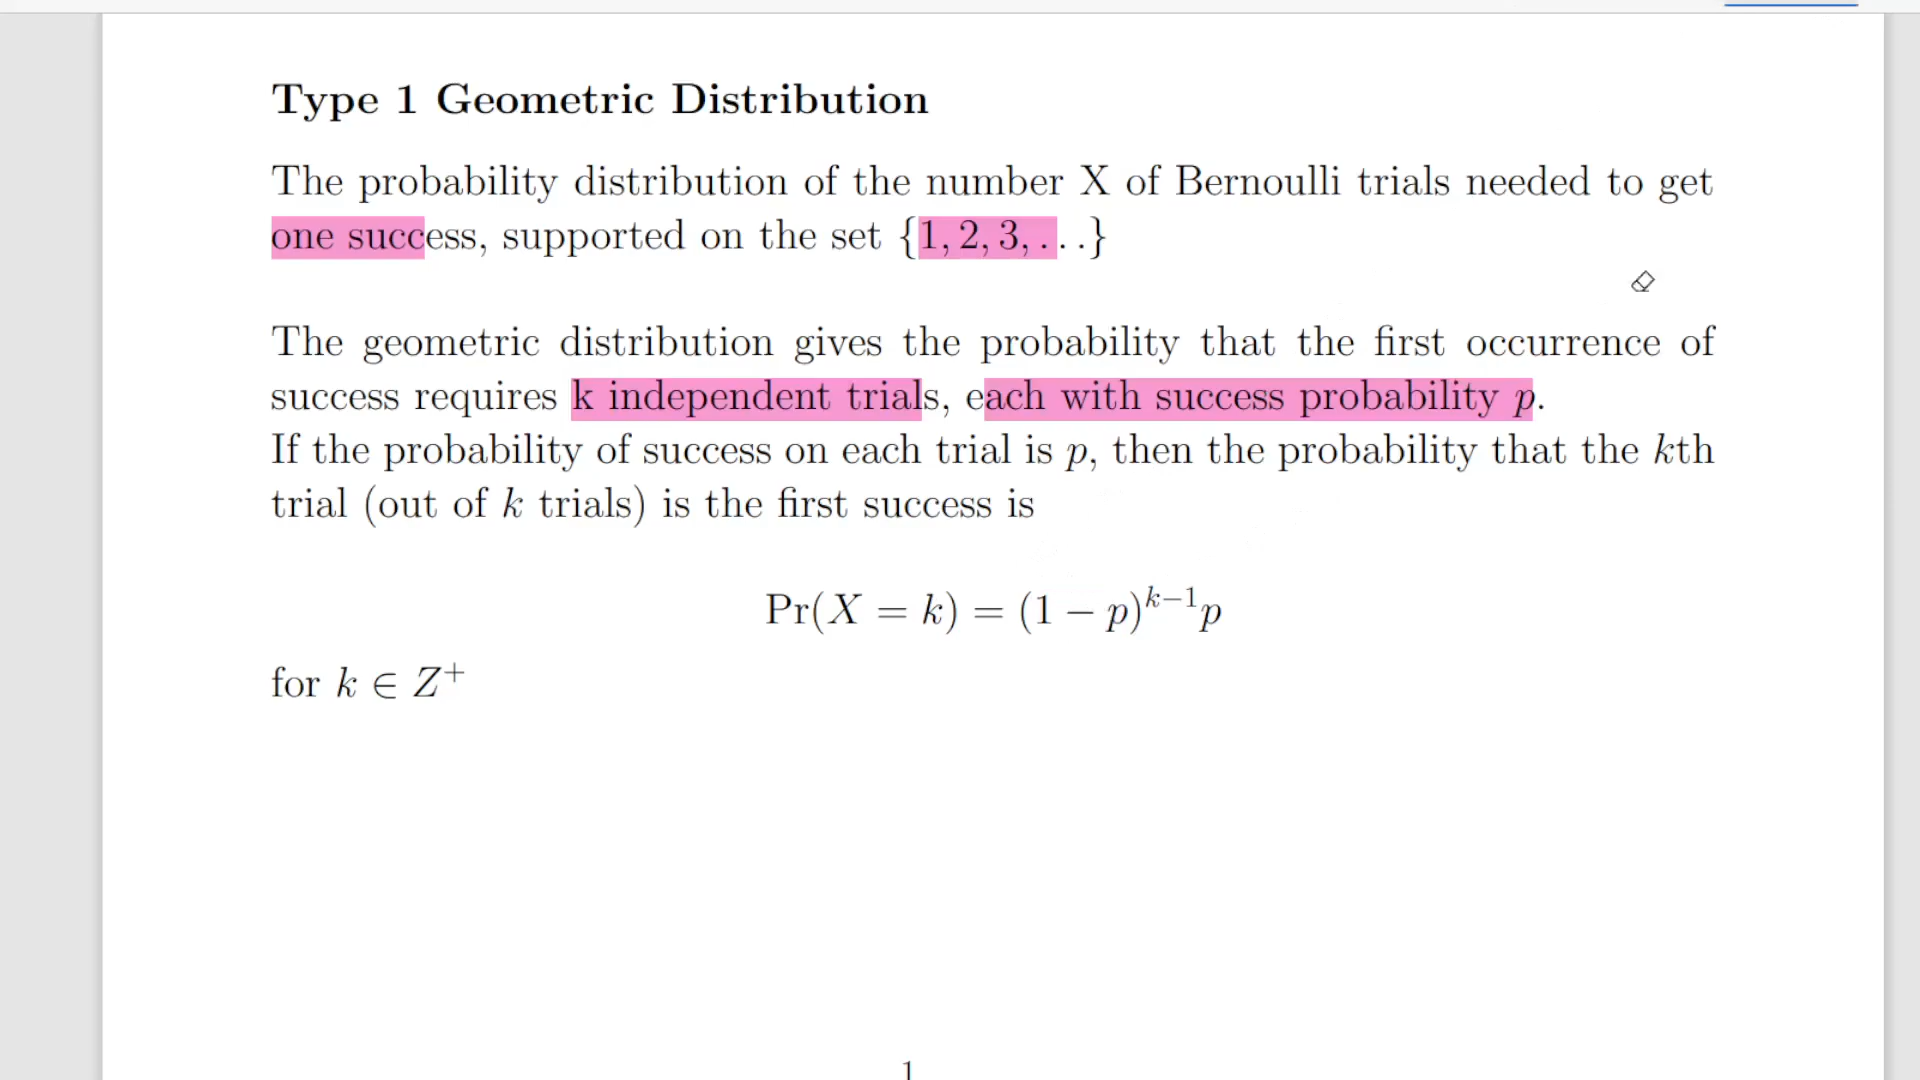 Type 1 Geometric Distribution
The probability distribution of the number X of Bernoulli trials needed to get
one success, supported on the set {1, 2, 3, . . .}
The geometric distribution gives the probability that the first occurrence of
success requires k independent trials, each with success probability p.
If the probability of success on each trial is p, then the probability that the kth
trial (out of k trials) is the first success is
Pr(X = k) = (1 − p)^{k−1}p
for k ∈ Z⁺
1